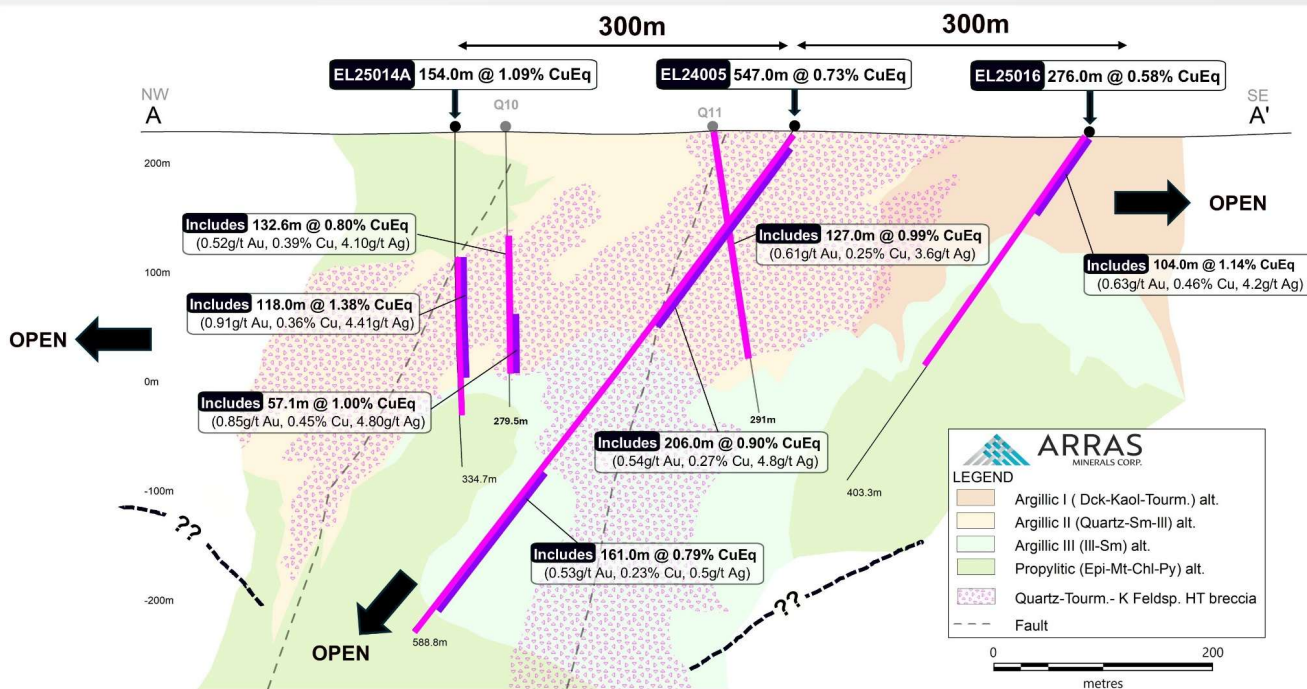 300m
300m
EL25014A 154.0m @ 1.09% CuEq
EL24005 547.0m @ 0.73% CuEq
EL25016 276.0m @ 0.58% CuEq
NW
A
Q10
Q11
SE
A'
200m
Includes 132.6m @ 0.80% CuEq
(0.52g/t Au, 0.39% Cu, 4.10g/t Ag)
Includes 127.0m @ 0.99% CuEq
(0.61g/t Au, 0.25% Cu, 3.6g/t Ag)
OPEN
100m
Includes 104.0m @ 1.14% CuEq
(0.63g/t Au, 0.46% Cu, 4.2g/t Ag)
Includes 118.0m @ 1.38% CuEq
(0.91g/t Au, 0.36% Cu, 4.41g/t Ag)
OPEN
0m
Includes 57.1m @ 1.00% CuEq
(0.85g/t Au, 0.45% Cu, 4.80g/t Ag)
279.5m
291m
Includes 206.0m @ 0.90% CuEq
(0.54g/t Au, 0.27% Cu, 4.8g/t Ag)
334.7m
403.3m
-100m
??
Includes 161.0m @ 0.79% CuEq
(0.53g/t Au, 0.23% Cu, 0.5g/t Ag)
-200m
??
588.8m
OPEN
ARRAS
MINERALS CORP.
LEGEND
Argillic I ( Dck-Kaol-Tourm.) alt.
Argillic II (Quartz-Sm-Ill) alt.
Argillic III (Ill-Sm) alt.
Propylitic (Epi-Mt-Chl-Py) alt.
Quartz-Tourm.- K Feldsp. HT breccia
Fault
0 200
metres